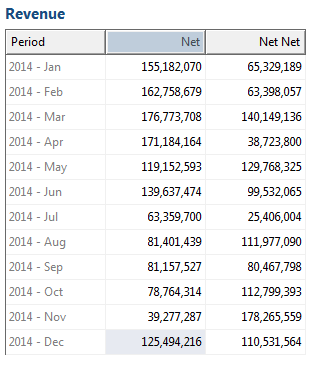 Revenue
Period Net Net Net
2014 - Jan 155,182,070 65,329,189
2014 - Feb 162,758,679 63,398,057
2014 - Mar 176,773,708 140,149,136
2014 - Apr 171,184,164 38,723,800
2014 - May 119,152,593 129,768,325
2014 - Jun 139,637,474 99,532,065
2014 - Jul 63,359,700 25,406,004
2014 - Aug 81,401,439 111,977,090
2014 - Sep 81,157,527 80,467,798
2014 - Oct 78,764,314 112,799,393
2014 - Nov 39,277,287 178,265,559
2014 - Dec 125,494,216 110,531,564